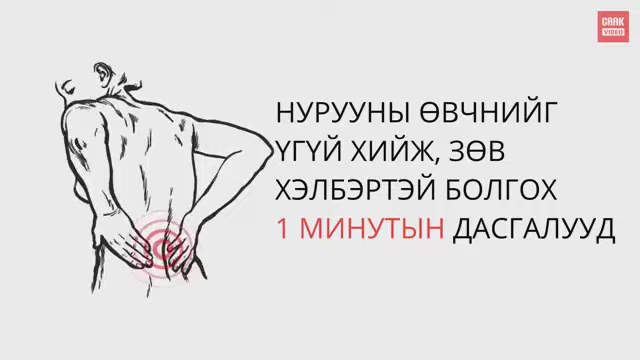 GAAK
VIDEO
НУРУУНЫ ӨВЧНИЙГ
ҮГҮЙ ХИЙЖ, ЗӨВ
ХЭЛБЭРТЭЙ БОЛГОХ
1 МИНУТЫН ДАСГАЛУУД